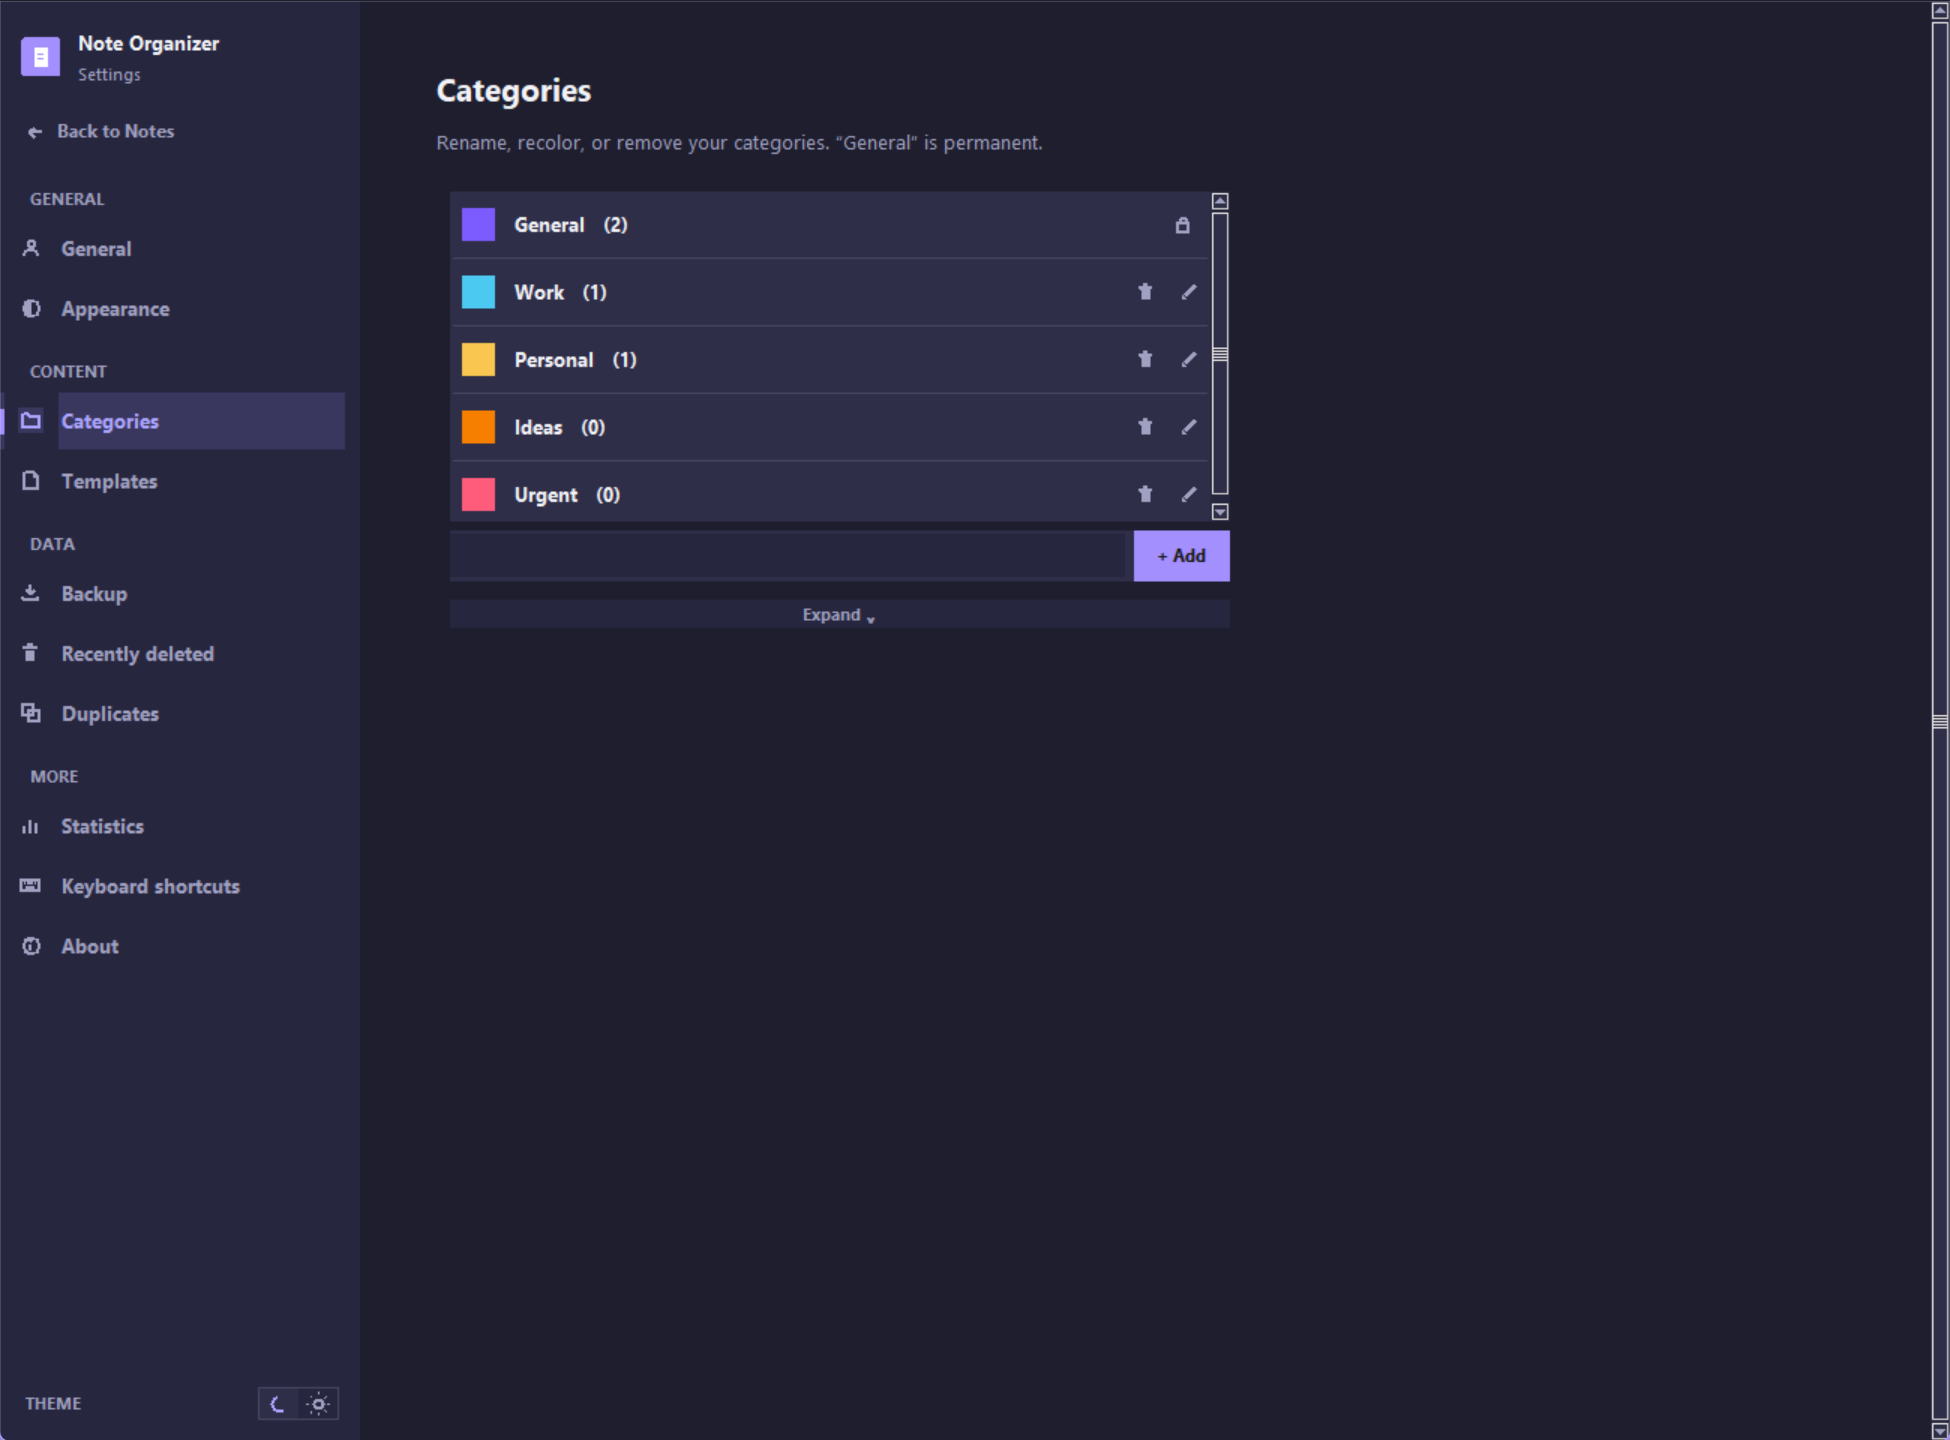 Note Organizer
Settings
Back to Notes
GENERAL
General
Appearance
CONTENT
Categories
Templates
DATA
Backup
Recently deleted
Duplicates
MORE
Statistics
Keyboard shortcuts
About
THEME
Categories
Rename, recolor, or remove your categories. "General" is permanent.
General (2)
Work (1)
Personal (1)
Ideas (0)
Urgent (0)
+ Add
Expand